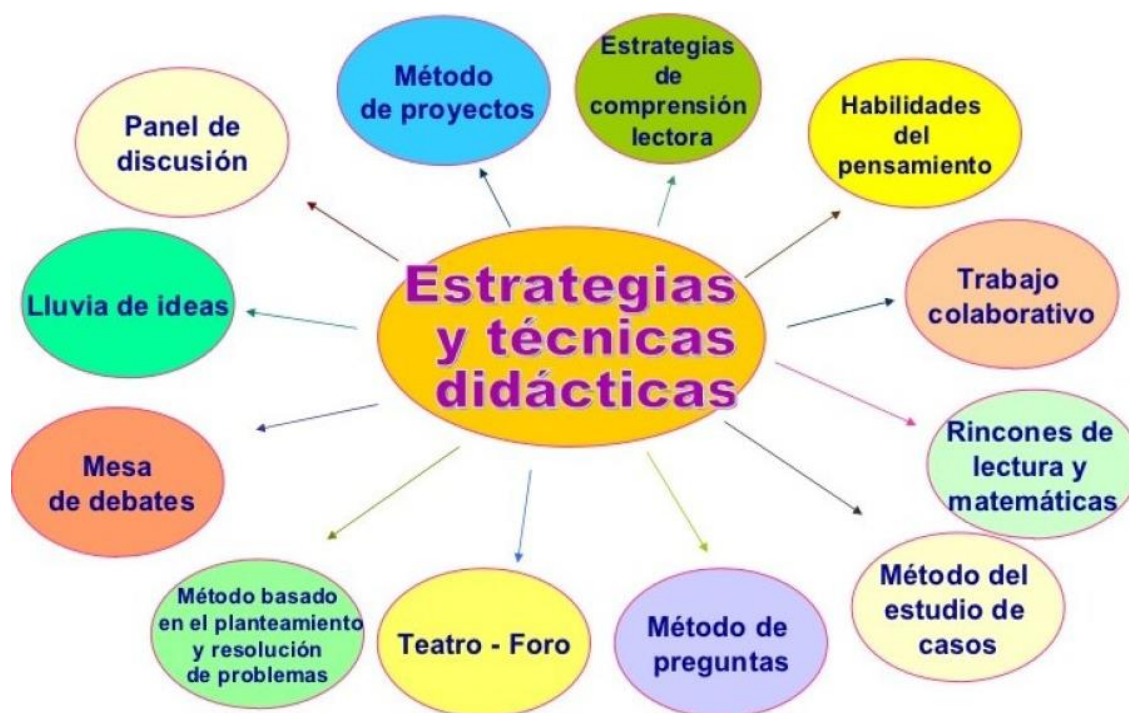 Estrategias
y técnicas
didácticas
Método
de proyectos
Estrategias
de
comprensión
lectora
Habilidades
del
pensamiento
Trabajo
colaborativo
Rincones de
lectura y
matemáticas
Método del
estudio de
casos
Método de
preguntas
Teatro - Foro
Método basado
en el planteamiento
y resolución
de problemas
Mesa
de debates
Lluvia de ideas
Panel de
discusión